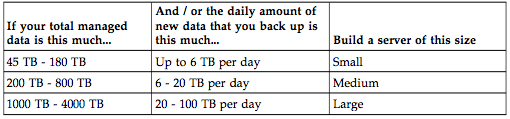 If your total managed data is this much...
And / or the daily amount of new data that you back up is this much...
Build a server of this size
45 TB - 180 TB
Up to 6 TB per day
Small
200 TB - 800 TB
6 - 20 TB per day
Medium
1000 TB - 4000 TB
20 - 100 TB per day
Large